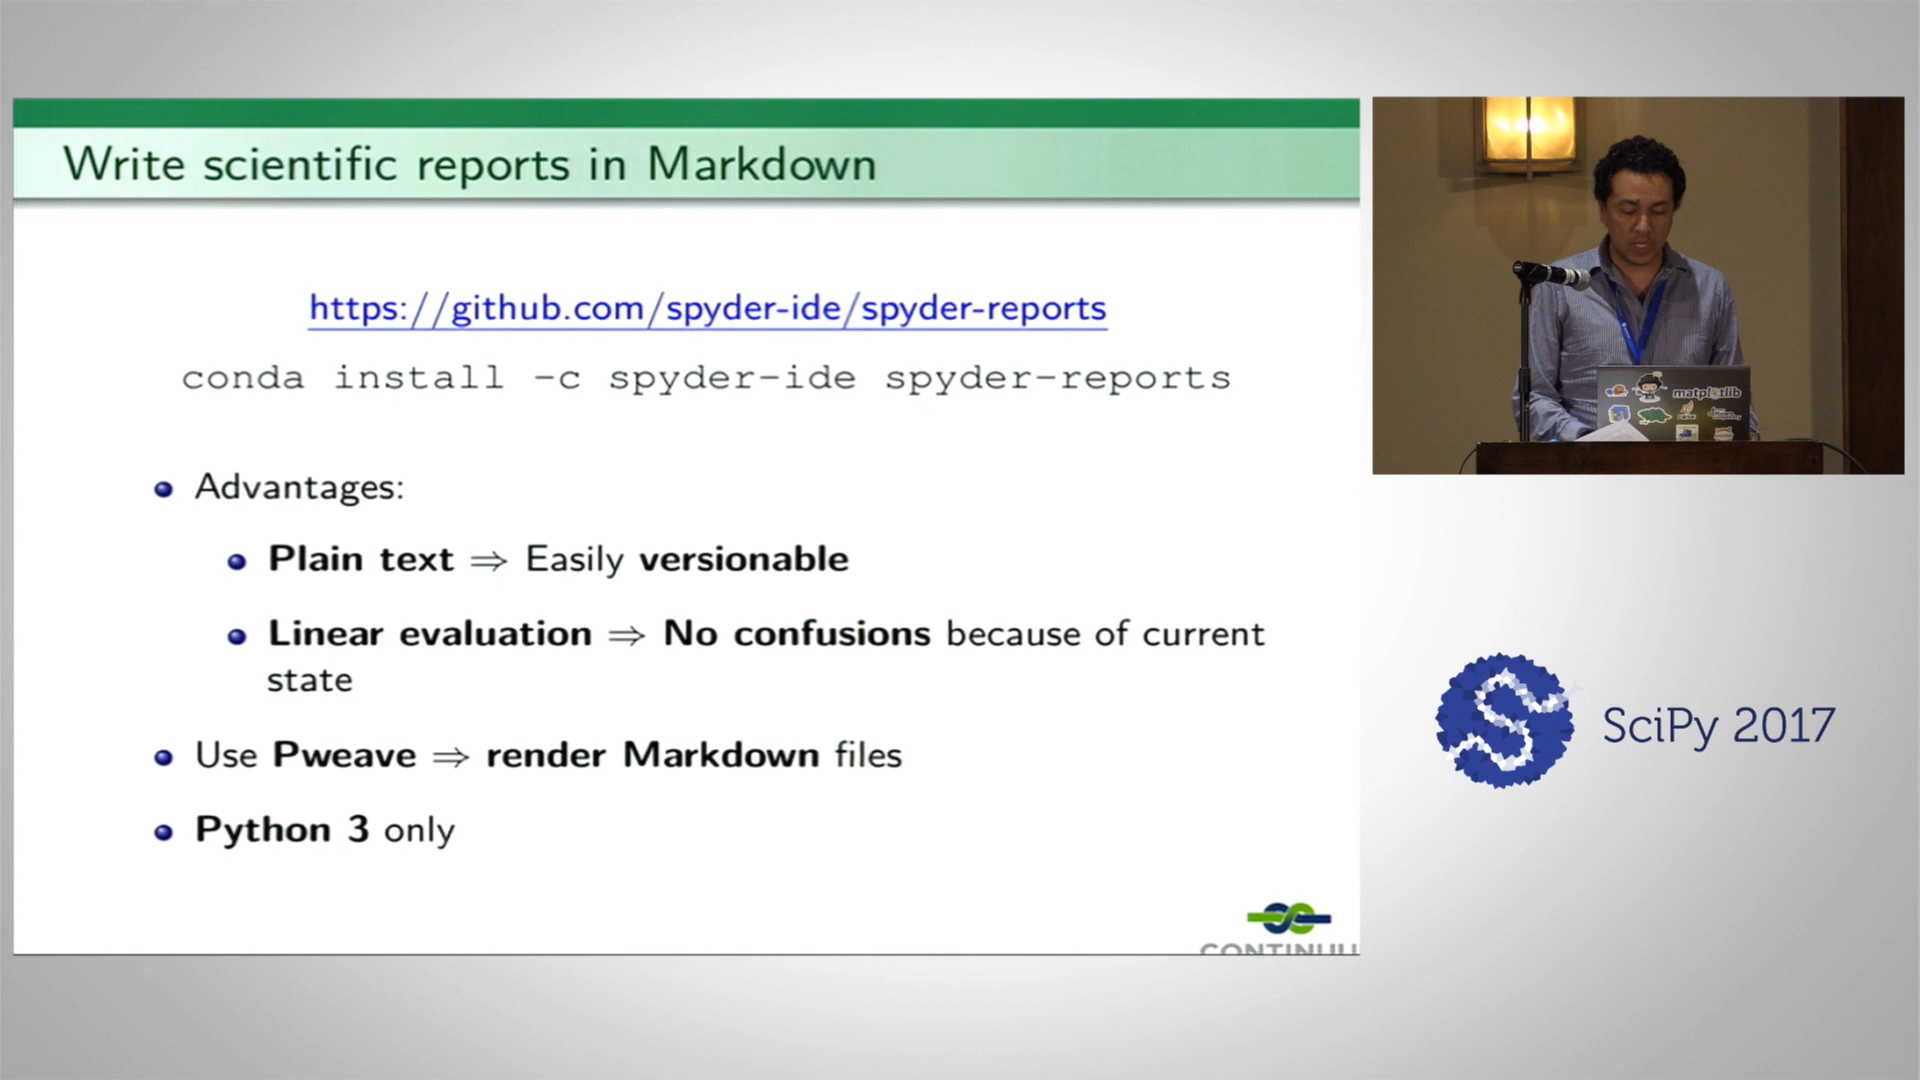 Write scientific reports in Markdown
https://github.com/spyder-ide/spyder-reports
conda install -c spyder-ide spyder-reports
Advantages:
Plain text ⇒ Easily versionable
Linear evaluation ⇒ No confusions because of current
state
Use Pweave ⇒ render Markdown files
Python 3 only
matplotlib
SciPy 2017